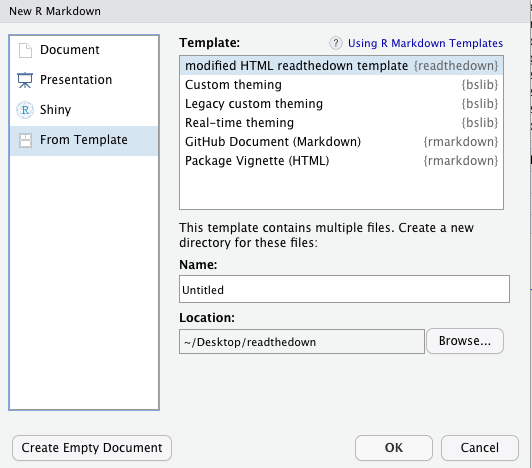 New R Markdown
Document
Presentation
R Shiny
From Template
Template:
? Using R Markdown Templates
modified HTML readthedown template {readthedown}
Custom theming {bslib}
Legacy custom theming {bslib}
Real-time theming {bslib}
GitHub Document (Markdown) {rmarkdown}
Package Vignette (HTML) {rmarkdown}
This template contains multiple files. Create a new
directory for these files:
Name:
Untitled
Location:
~/Desktop/readthedown
Browse...
Create Empty Document
OK
Cancel